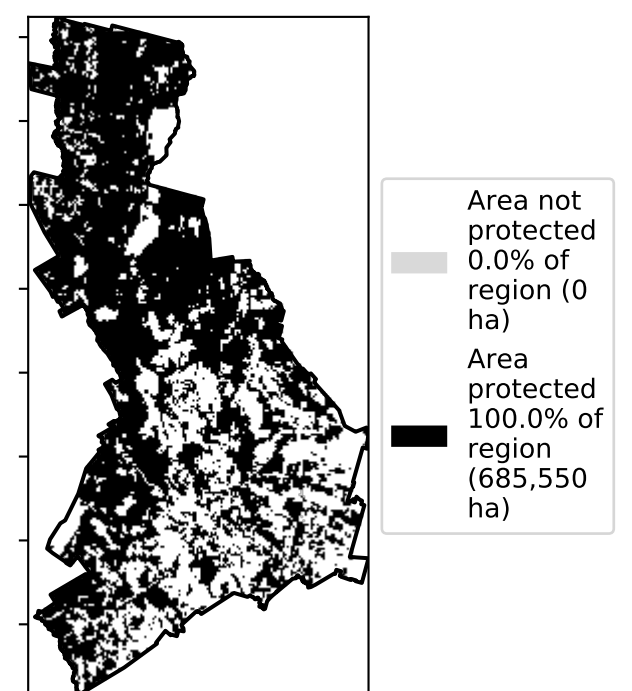 Area not
protected
0.0% of
region (0
ha)
Area
protected
100.0% of
region
(685,550
ha)